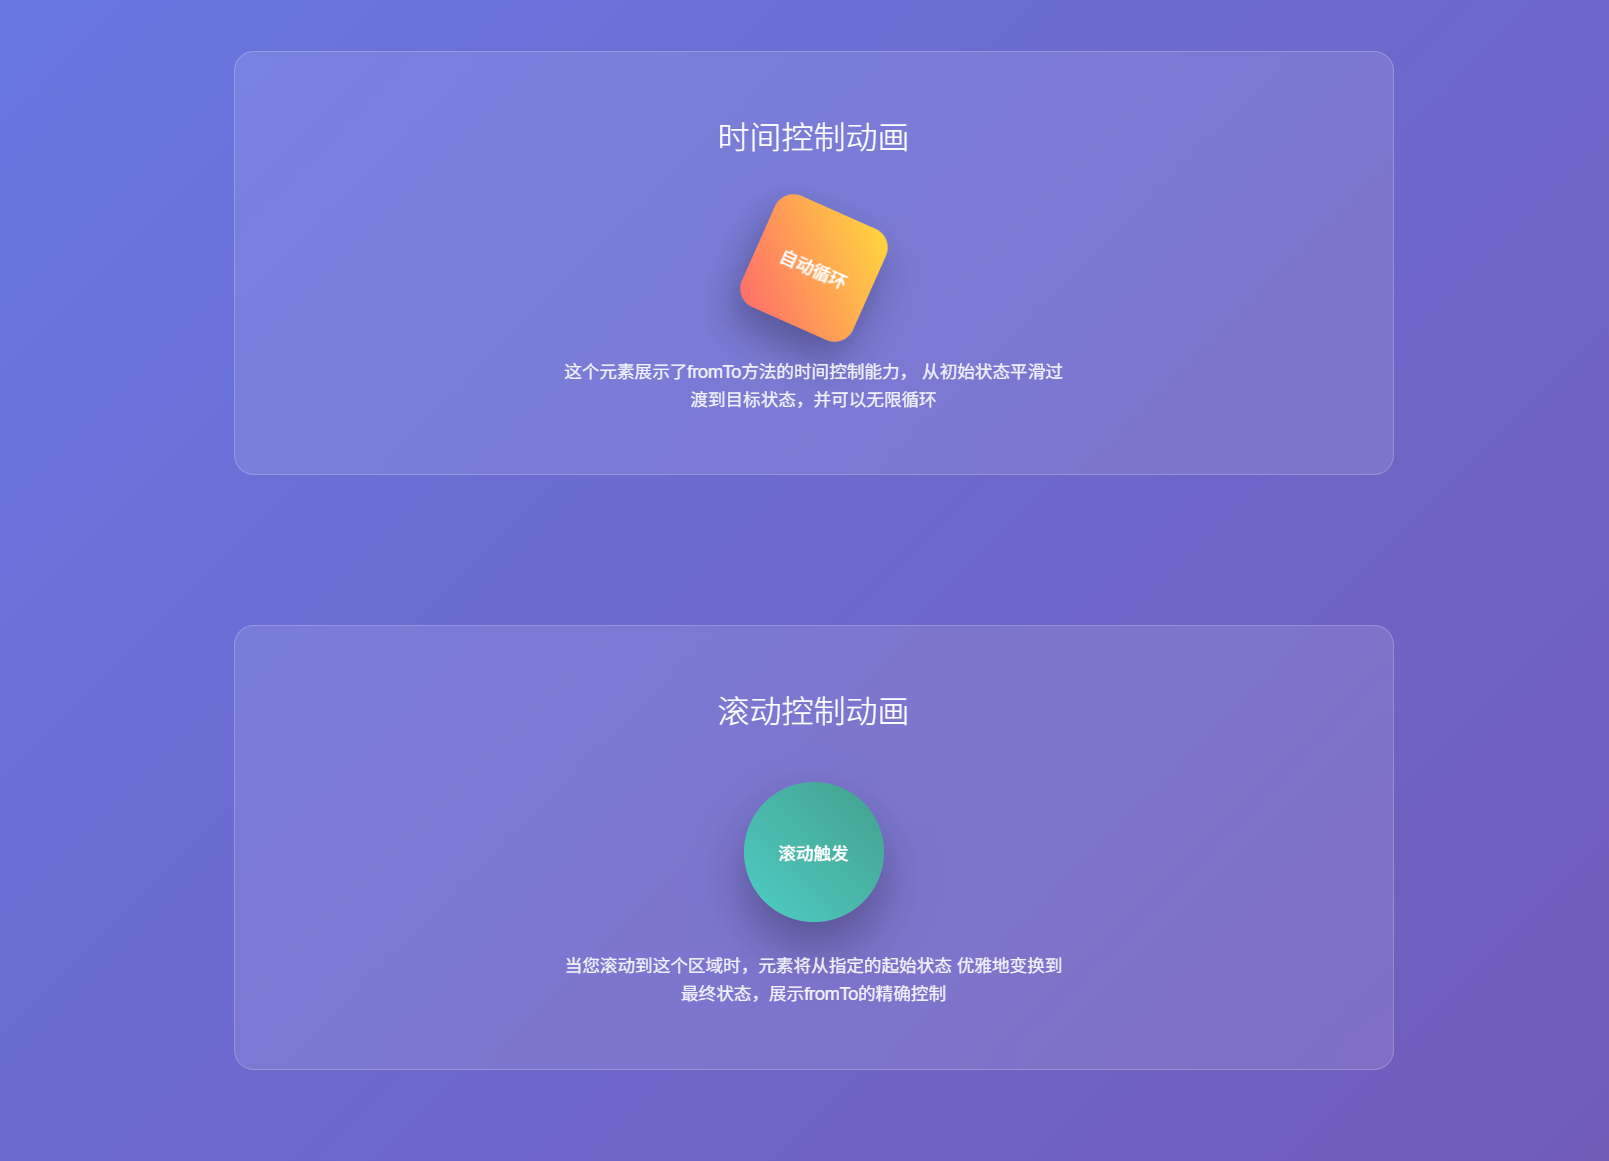 时间控制动画
自动循环
这个元素展示了fromTo方法的时间控制能力， 从初始状态平滑过
渡到目标状态，并可以无限循环
滚动控制动画
滚动触发
当您滚动到这个区域时，元素将从指定的起始状态 优雅地变换到
最终状态，展示fromTo的精确控制